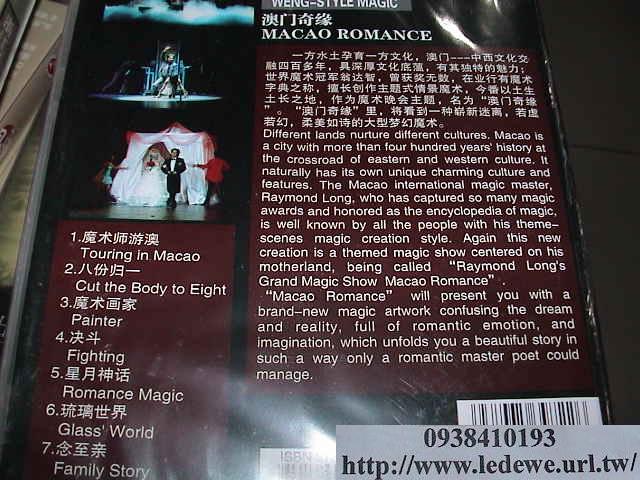 WENG-STYLE MAGIC
澳门奇缘
MACAO ROMANCE
一方水土孕育一方文化，澳门---中西文化交
融四百多年，具深厚文化底蕴，有其独特的魅力；
世界魔术冠军翁达智，曾获奖无数，在业行有魔术
字典之称，擅长创作主题式情景魔术，今番以土生
土长之地，作为魔术晚会主题，名为“澳门奇缘
”。“澳门奇缘”里，将看到一种崭新迷离，若虚
若幻，柔美如诗的大型梦幻魔术。
Different lands nurture different cultures. Macao is
a city with more than four hundred years' history at
the crossroad of eastern and western culture. It
naturally has its own unique charming culture and
features. The Macao international magic master,
Raymond Long, who has captured so many magic
awards and honored as the encyclopedia of magic,
is well known by all the people with his theme-
scenes magic creation style. Again this new
creation is a themed magic show centered on his
motherland, being called “Raymond Long's
Grand Magic Show Macao Romance”.
“Macao Romance” will present you with a
brand-new magic artwork confusing the dream
and reality, full of romantic emotion, and
imagination, which unfolds you a beautiful story in
such a way only a romantic master poet could
manage.
1.魔术师游澳
Touring in Macao
2.八份归一
Cut the Body to Eight
3.魔术画家
Painter
4.决斗
Fighting
5.星月神话
Romance Magic
6.琉璃世界
Glass' World
7.念至亲
Family Story
ISBN
0938410193
http://www.ledewe.url.tw/